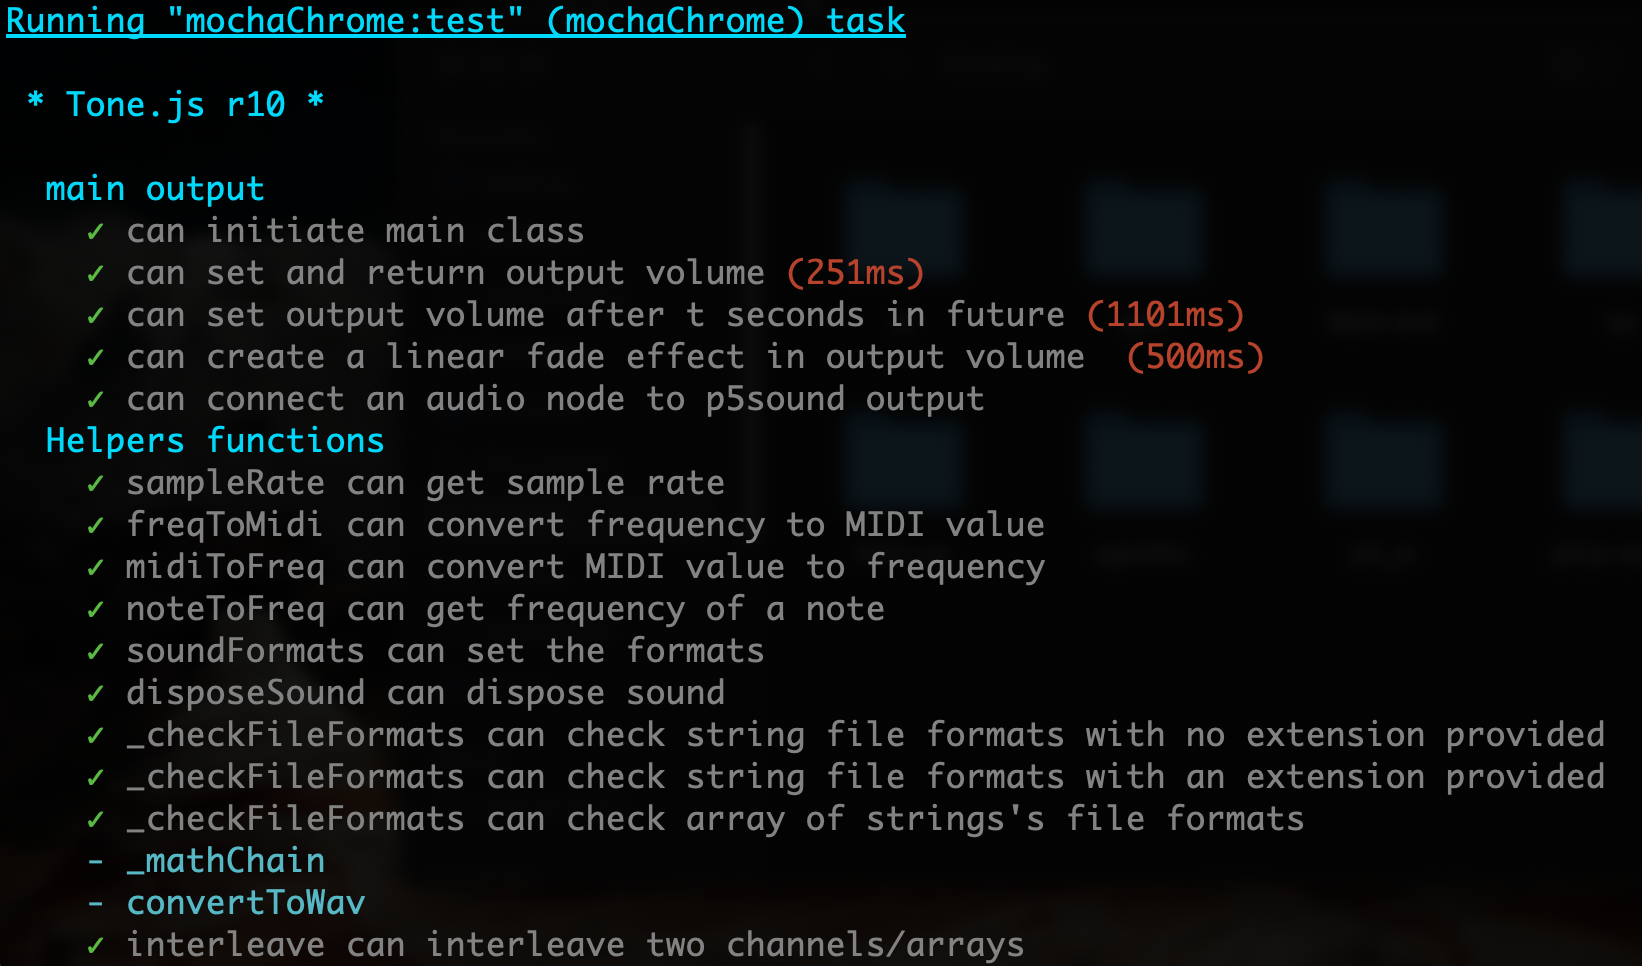 Running "mochaChrome:test" (mochaChrome) task
* Tone.js r10 *
main output
✓ can initiate main class
✓ can set and return output volume (251ms)
✓ can set output volume after t seconds in future (1101ms)
✓ can create a linear fade effect in output volume  (500ms)
✓ can connect an audio node to p5sound output
Helpers functions
✓ sampleRate can get sample rate
✓ freqToMidi can convert frequency to MIDI value
✓ midiToFreq can convert MIDI value to frequency
✓ noteToFreq can get frequency of a note
✓ soundFormats can set the formats
✓ disposeSound can dispose sound
✓ _checkFileFormats can check string file formats with no extension provided
✓ _checkFileFormats can check string file formats with an extension provided
✓ _checkFileFormats can check array of strings's file formats
- _mathChain
- convertToWav
✓ interleave can interleave two channels/arrays